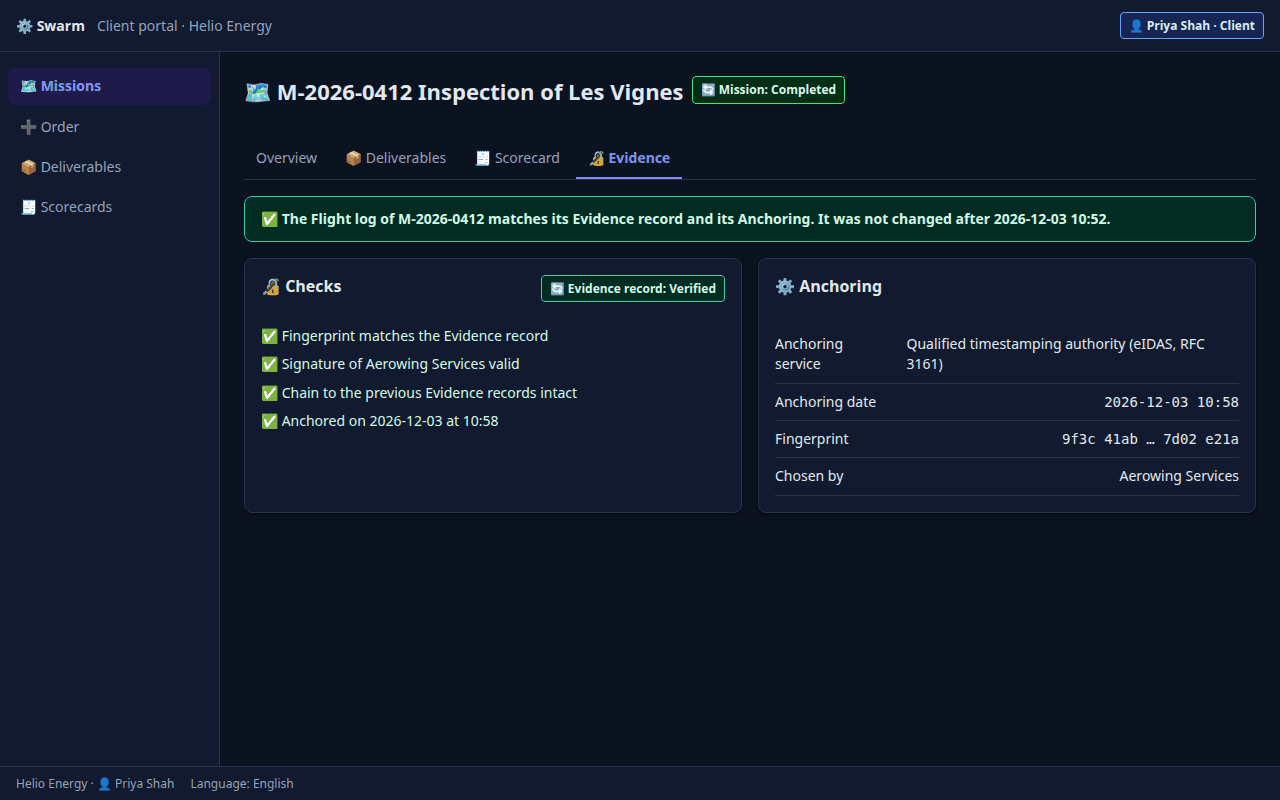 Swarm Client portal · Helio Energy
Priya Shah · Client
Missions
Order
Deliverables
Scorecards
M-2026-0412 Inspection of Les Vignes
Mission: Completed
Overview Deliverables Scorecard Evidence
The Flight log of M-2026-0412 matches its Evidence record and its Anchoring. It was not changed after 2026-12-03 10:52.
Checks
Evidence record: Verified
Fingerprint matches the Evidence record
Signature of Aerowing Services valid
Chain to the previous Evidence records intact
Anchored on 2026-12-03 at 10:58
Anchoring
Anchoring service
Qualified timestamping authority (eIDAS, RFC 3161)
Anchoring date 2026-12-03 10:58
Fingerprint 9f3c 41ab … 7d02 e21a
Chosen by Aerowing Services
Helio Energy · Priya Shah Language: English